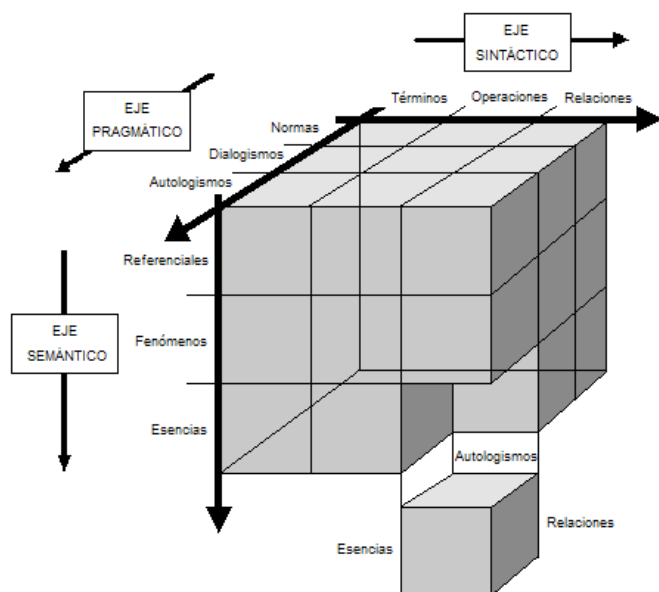 EJE
SINTÁCTICO
EJE
PRAGMÁTICO
Términos
Operaciones
Relaciones
Normas
Dialogismos
Autologismos
Referenciales
EJE
SEMÁNTICO
Fenómenos
Esencias
Autologismos
Esencias
Relaciones